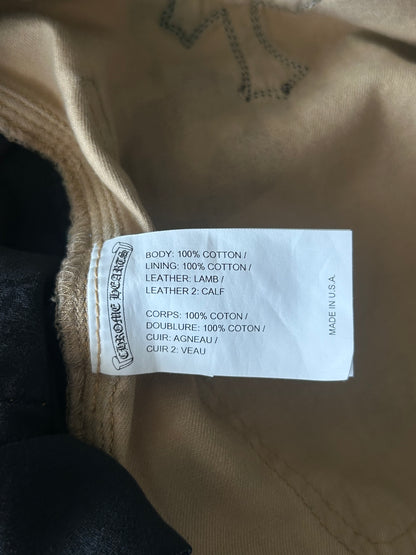 CHROME HEARTS
BODY: 100% COTTON /
LINING: 100% COTTON /
LEATHER: LAMB /
LEATHER 2: CALF
CORPS: 100% COTON /
DOUBLURE: 100% COTON /
CUIR: AGNEAU /
CUIR 2: VEAU
MADE IN U.S.A.